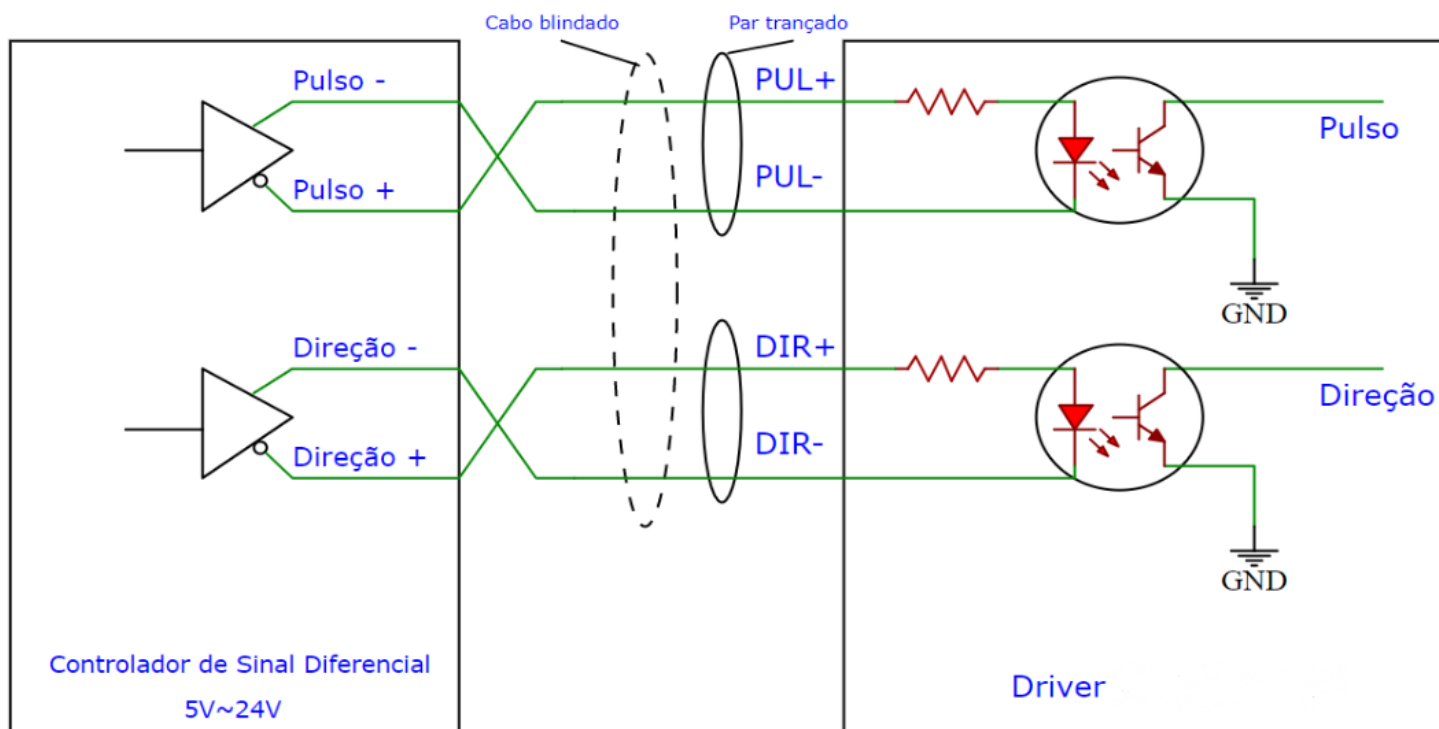 Cabo blindado
Par trançado
Pulso -
PUL+
Pulso
Pulso +
PUL-
GND
Direção -
DIR+
Direção
Direção +
DIR-
GND
Controlador de Sinal Diferencial
5V~24V
Driver